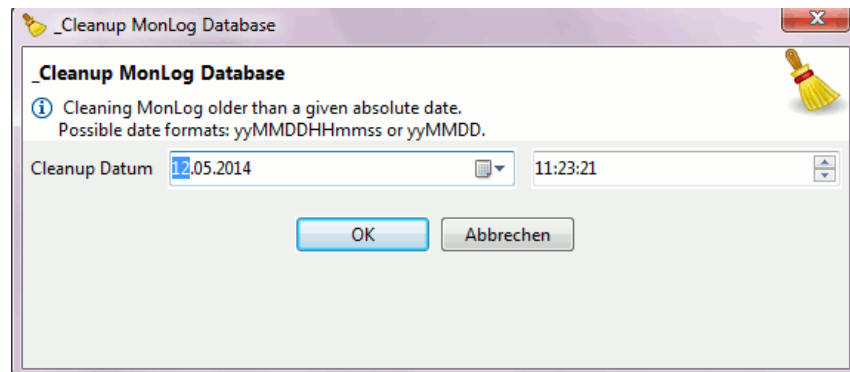 _Cleanup MonLog Database
_Cleanup MonLog Database
Cleaning MonLog older than a given absolute date.
Possible date formats: yyMMDDHHmmss or yyMMDD.
Cleanup Datum 12.05.2014 11:23:21
OK Abbrechen